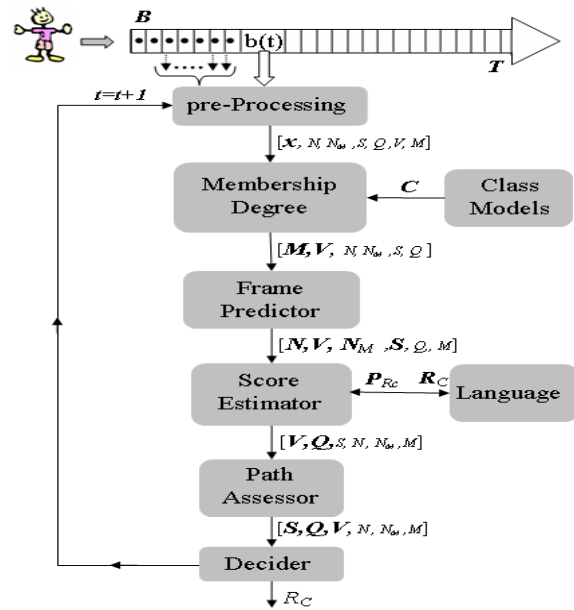 B
b(t)
T
t=t+1
pre-Processing
[x, N, N_M, S, Q, V, M]
Membership
Degree
C
Class
Models
[M, V, N, N_M, S, Q]
Frame
Predictor
[N, V, N_M, S, Q, M]
Score
Estimator
P_Rc R_C
Language
[V, Q, S, N, N_M, M]
Path
Assessor
[S, Q, V, N, N_M, M]
Decider
R_C